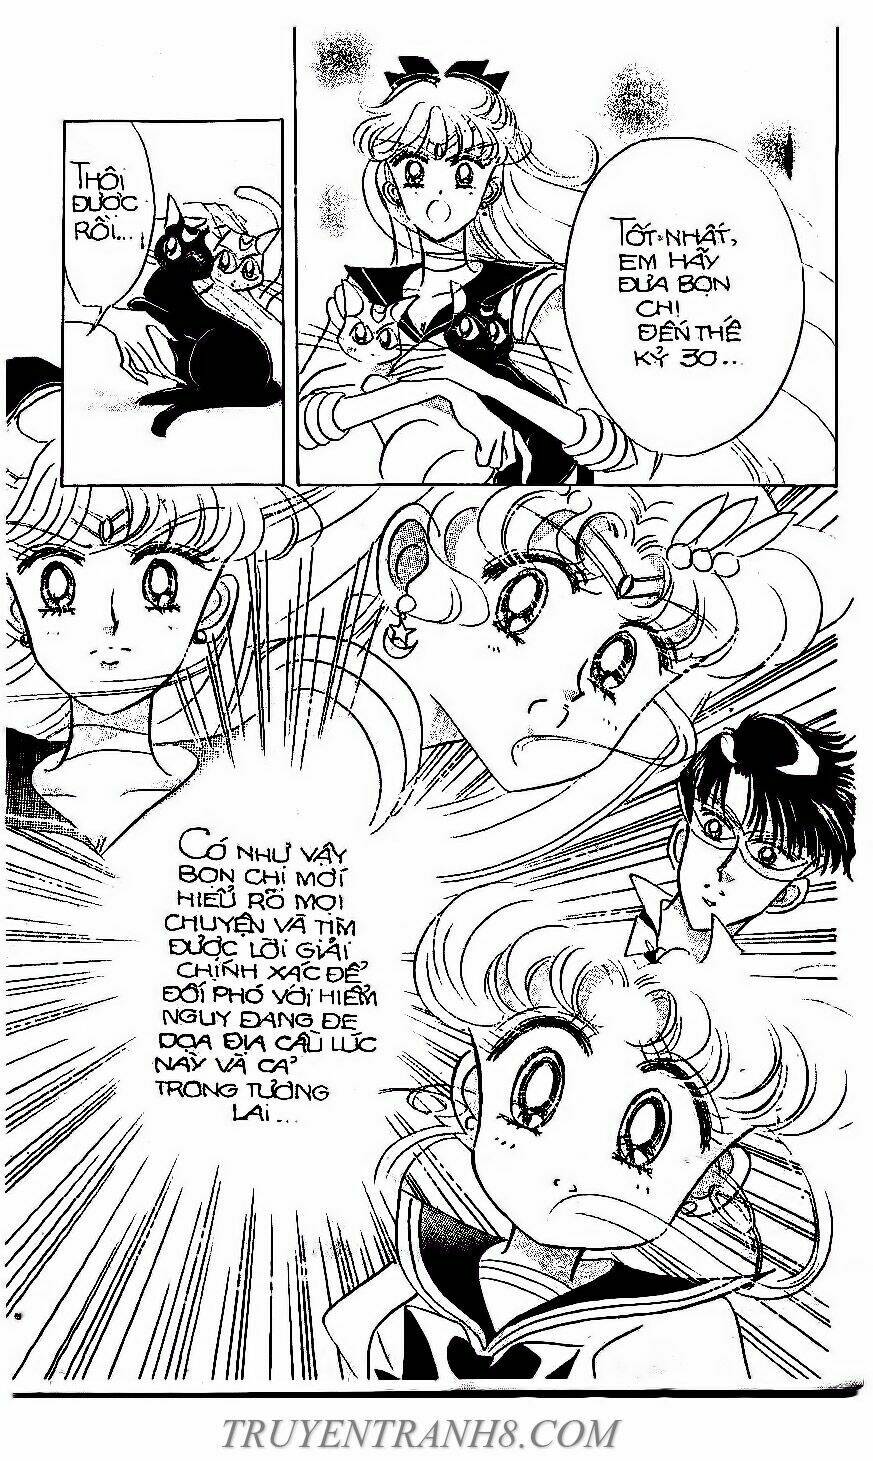 THÔI
ĐƯỢC
RỒI...
TỐT NHẤT,
EM HÃY
ĐƯA BỌN
CHỊ
ĐẾN THẾ
KỶ 30...
CÓ NHƯ VẬY
BỌN CHỊ MỚI
HIỂU RÕ MỌI
CHUYỆN VÀ TÌM
ĐƯỢC LỜI GIẢI
CHÍNH XÁC ĐỂ
ĐỐI PHÓ VỚI HIỂM
NGUY ĐANG ĐE
DỌA ĐỊA CẦU LÚC
NÀY VÀ CẢ
TRONG TƯƠNG
LAI...
TRUYENTRANH8.COM